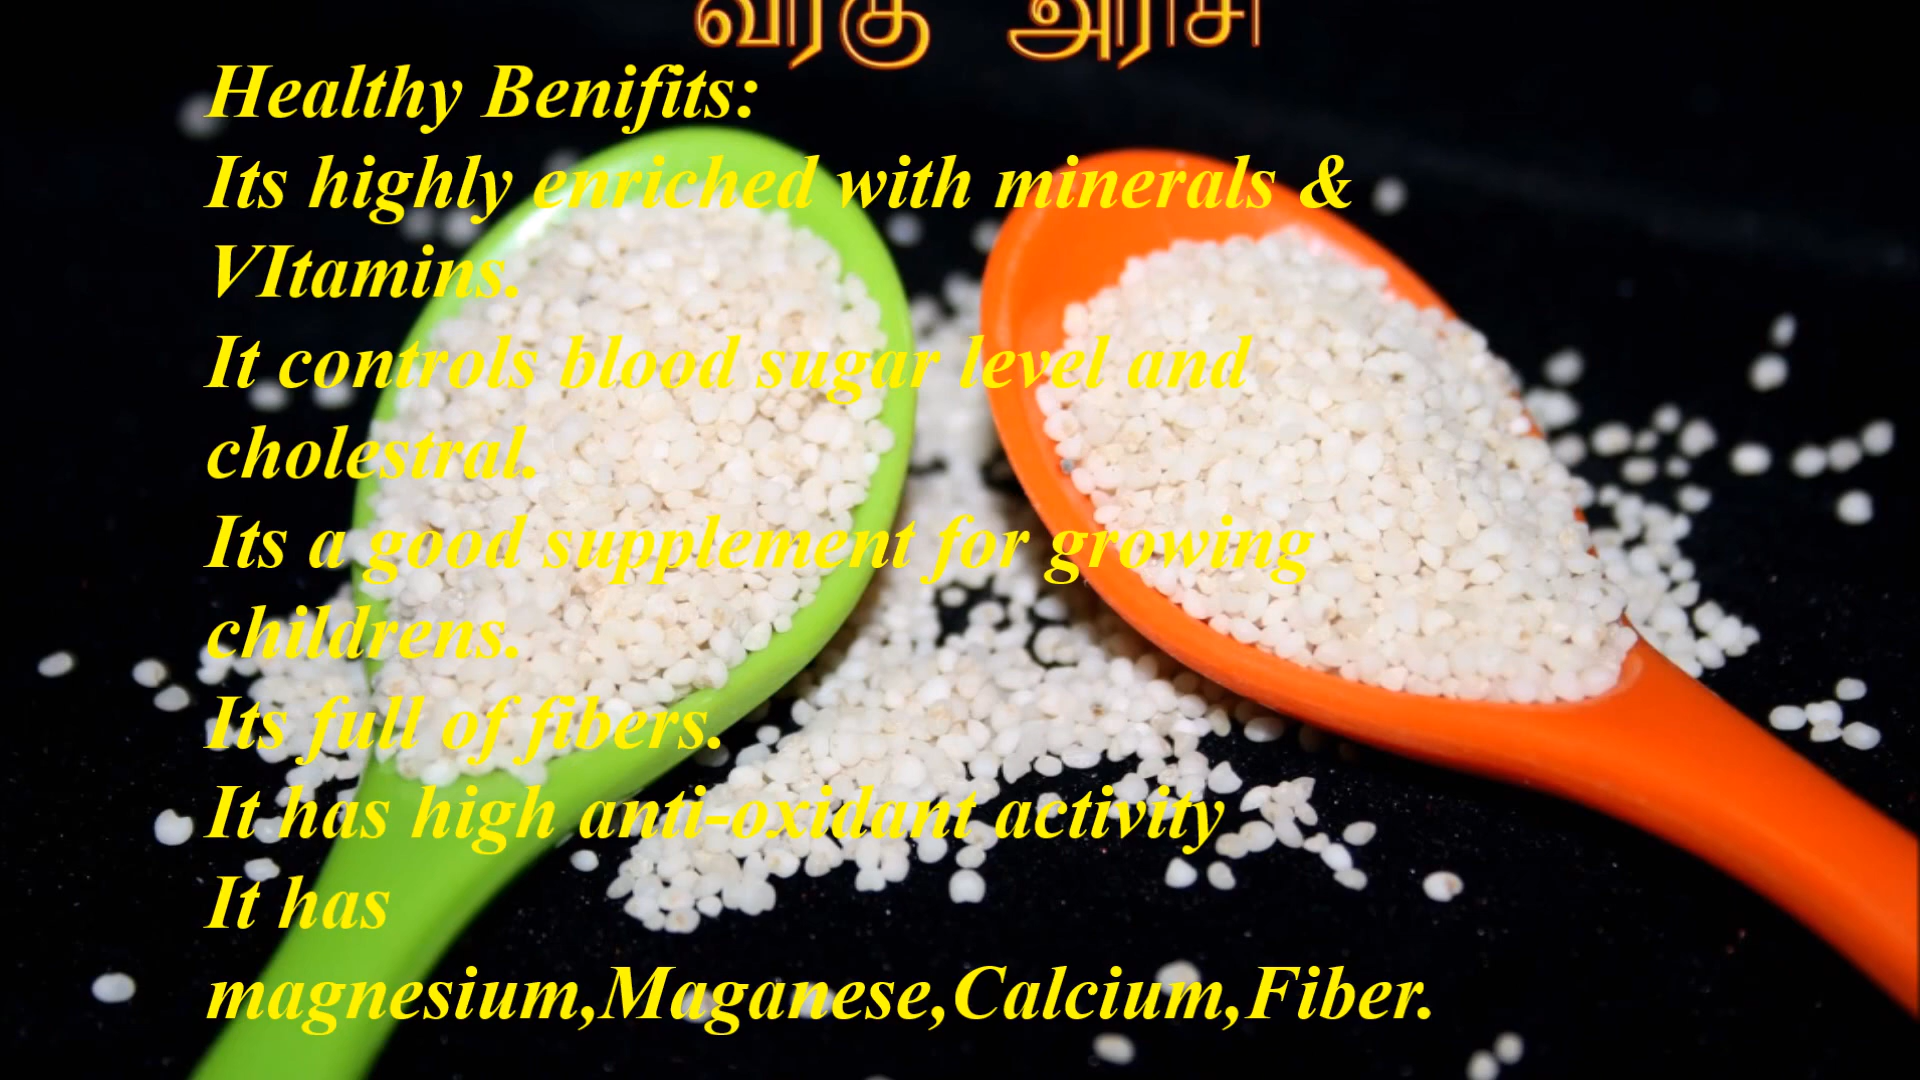 வரகு அரிசி
Healthy Benifits:
Its highly enriched with minerals &
VItamins.
It controls blood sugar level and
cholestral.
Its a good supplement for growing
childrens.
Its full of fibers.
It has high anti-oxidant activity
It has
magnesium,Maganese,Calcium,Fiber.